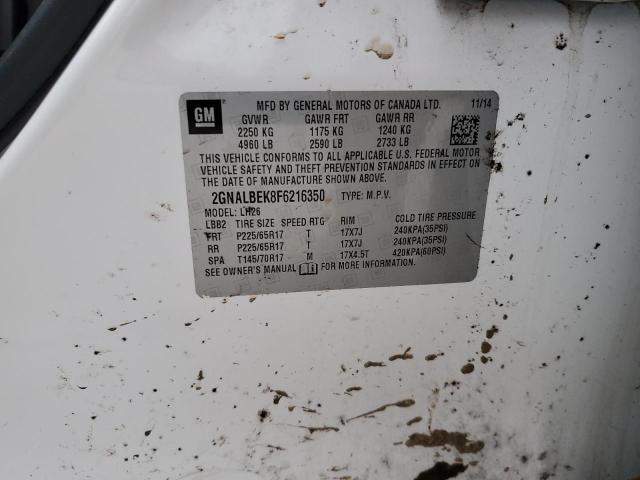 GM
MFD BY GENERAL MOTORS OF CANADA LTD. 11/14
GVWR GAWR FRT GAWR RR
2250 KG 1175 KG 1240 KG
4960 LB 2590 LB 2733 LB
THIS VEHICLE CONFORMS TO ALL APPLICABLE U.S. FEDERAL MOTOR
VEHICLE SAFETY AND THEFT PREVENTION STANDARDS IN EFFECT ON
THE DATE OF MANUFACTURE SHOWN ABOVE.
2GNALBEK8F6216350 TYPE: M.P.V.
MODEL: LH26
LBB2 TIRE SIZE SPEED RTG RIM COLD TIRE PRESSURE
FRT P225/65R17 T 17X7J 240KPA(35PSI)
RR P225/65R17 T 17X7J 240KPA(35PSI)
SPA T145/70R17 M 17X4.5T 420KPA(60PSI)
SEE OWNER'S MANUAL FOR MORE INFORMATION